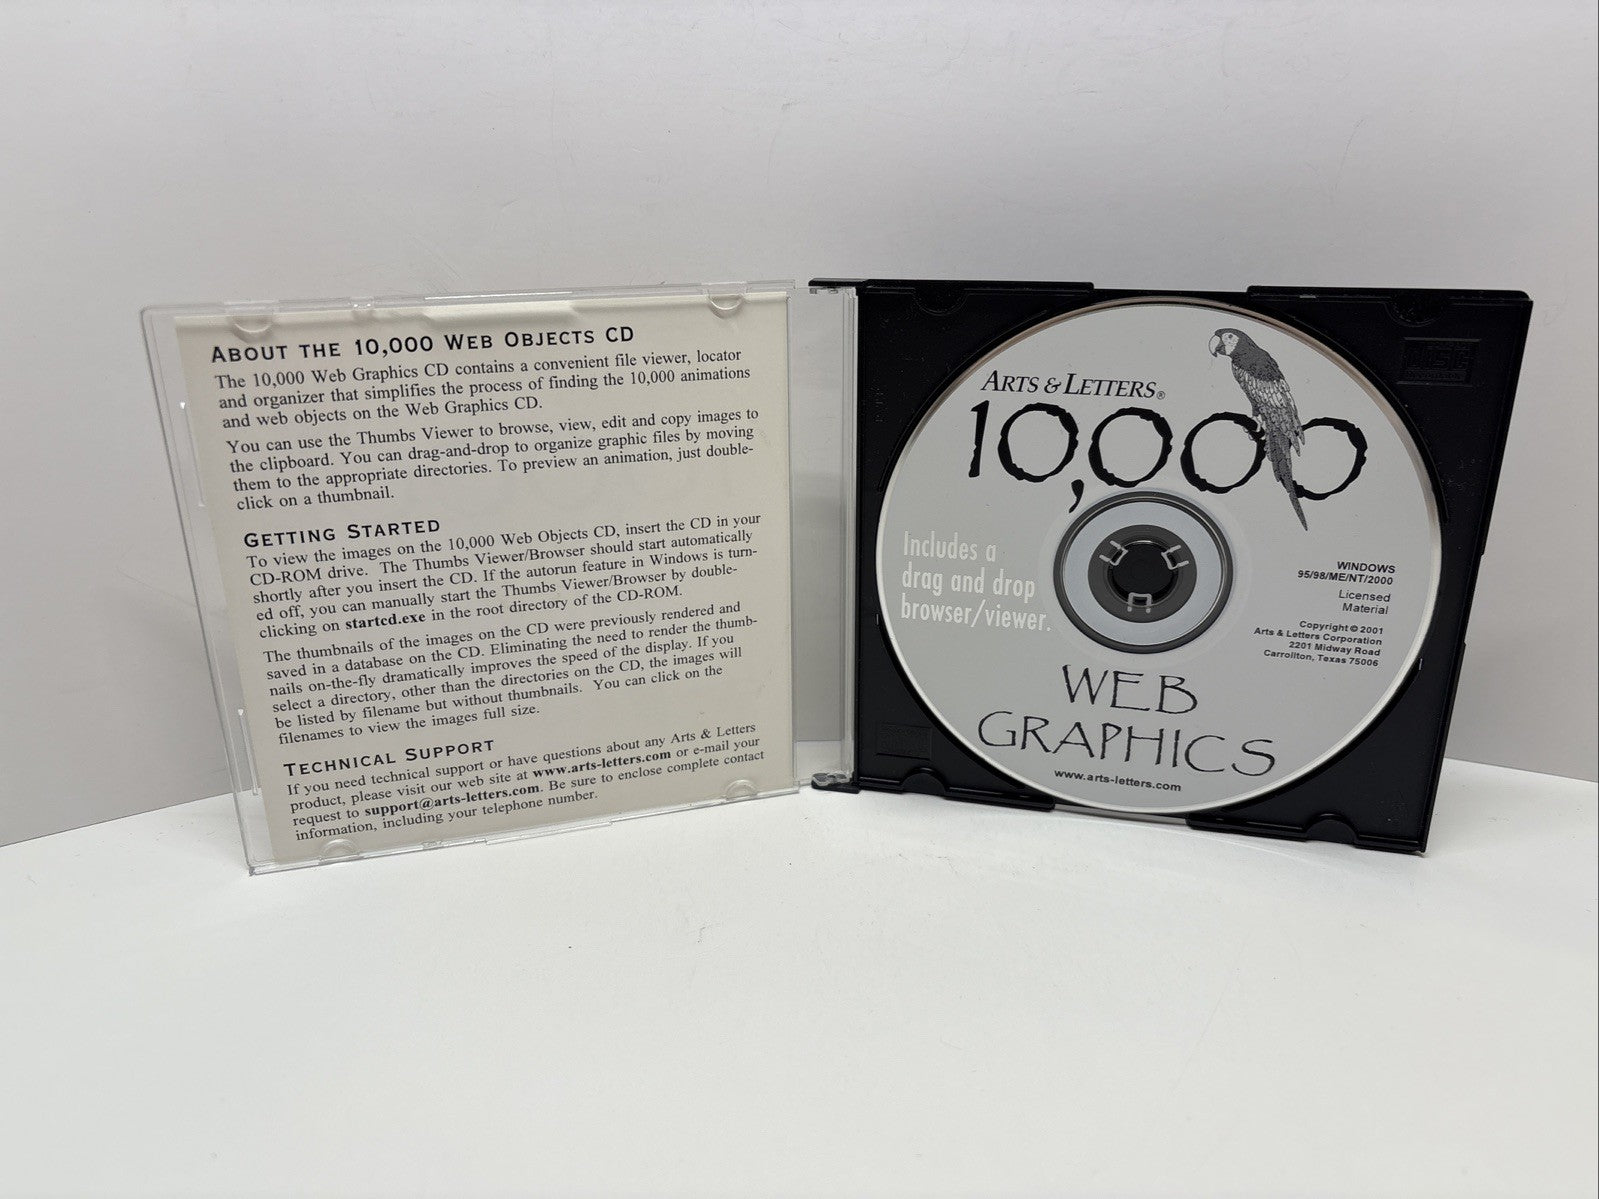 ABOUT THE 10,000 WEB OBJECTS CD
The 10,000 Web Graphics CD contains a convenient file viewer, locator
and organizer that simplifies the process of finding the 10,000 animations
and web objects on the Web Graphics CD.
You can use the Thumbs Viewer to browse, view, edit and copy images to
the clipboard. You can drag-and-drop to organize graphic files by moving
them to the appropriate directories. To preview an animation, just double-
click on a thumbnail.
GETTING STARTED
To view the images on the 10,000 Web Objects CD, insert the CD in your
CD-ROM drive. The Thumbs Viewer/Browser should start automatically
shortly after you insert the CD. If the autorun feature in Windows is turn-
ed off, you can manually start the Thumbs Viewer/Browser by double-
clicking on startcd.exe in the root directory of the CD-ROM.
The thumbnails of the images on the CD were previously rendered and
saved in a database on the CD. Eliminating the need to render the thumb-
nails on-the-fly dramatically improves the speed of the display. If you
select a directory, other than the directories on the CD, the images will
be listed by filename but without thumbnails. You can click on the
filenames to view the images full size.
TECHNICAL SUPPORT
If you need technical support or have questions about any Arts & Letters
product, please visit our web site at www.arts-letters.com or e-mail your
request to support@arts-letters.com. Be sure to enclose complete contact
information, including your telephone number.
ARTS & LETTERS®
10,000
Includes a
drag and drop
browser/viewer.
WINDOWS
95/98/ME/NT/2000
Licensed
Material
Copyright © 2001
Arts & Letters Corporation
2201 Midway Road
Carrollton, Texas 75006
WEB
GRAPHICS
www.arts-letters.com